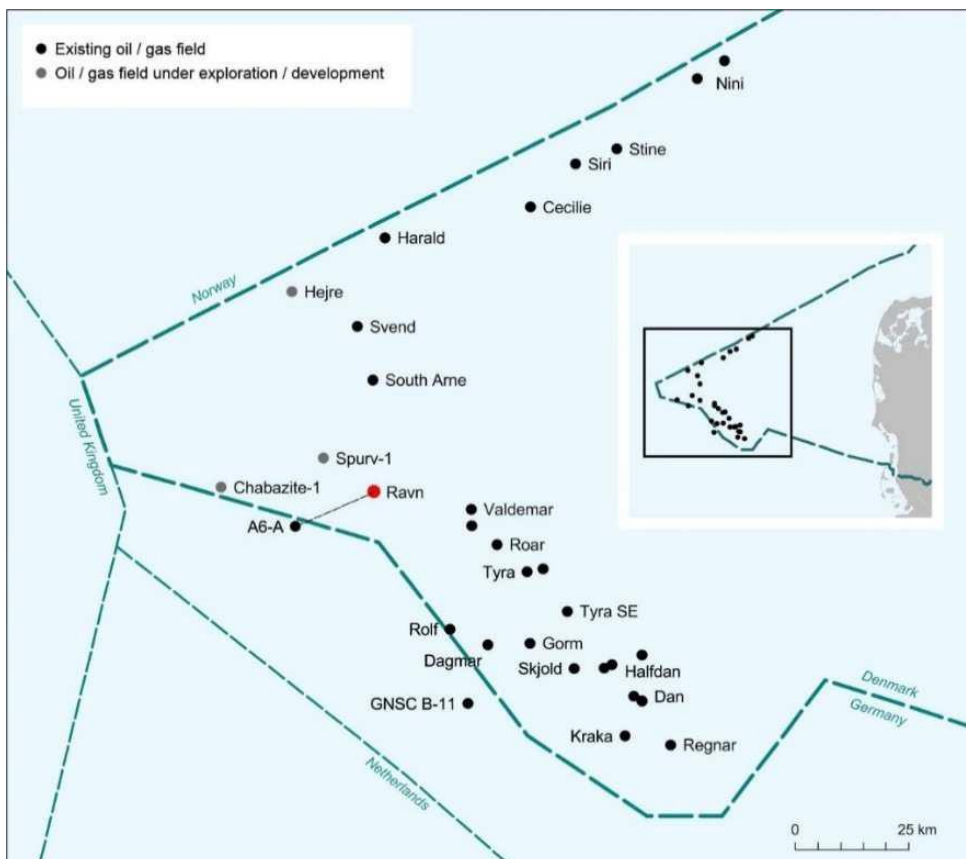 Existing oil / gas field
Oil / gas field under exploration / development
Nini
Stine
Siri
Cecilie
Harald
Norway
Hejre
Svend
South Arne
United Kingdom
Spurv-1
Chabazite-1
Ravn
A6-A
Valdemar
Roar
Tyra
Tyra SE
Rolf
Gorm
Dagmar
Skjold
Halfdan
GNSC B-11
Dan
Denmark
Germany
Kraka
Regnar
Netherlands
0 25 km